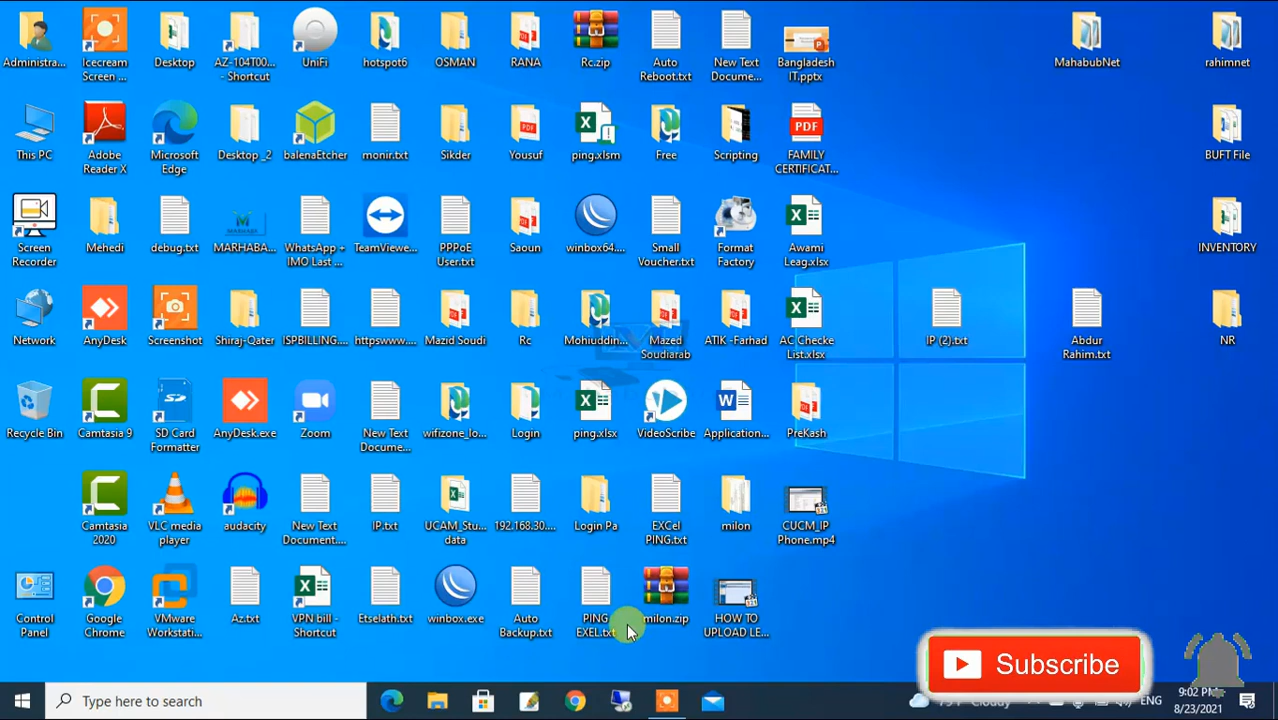 Administra...
Icecream
Screen ...
Desktop
AZ-104T00...
- Shortcut
UniFi
hotspot6
OSMAN
RANA
Rc.zip
Auto
Reboot.txt
New Text
Docume...
Bangladesh
IT.pptx
MahabubNet
rahimnet
This PC
Adobe
Reader X
Microsoft
Edge
Desktop _2
balenaEtcher
monir.txt
Sikder
Yousuf
ping.xlsm
Free
Scripting
PDF
FAMILY
CERTIFICAT...
BUFT File
Screen
Recorder
Mehedi
debug.txt
MARHABA...
WhatsApp +
IMO Last ...
TeamViewe...
PPPoE
User.txt
Saoun
winbox64....
Small
Voucher.txt
Format
Factory
Awami
Leag.xlsx
INVENTORY
Network
AnyDesk
Screenshot
Shiraj-Qater
ISPBILLING....
httpswww....
Mazid Soudi
Rc
Mohiuddin...
Mazed
Soudiarab
ATIK -Farhad
AC Checke
List.xlsx
IP (2).txt
Abdur
Rahim.txt
NR
Recycle Bin
Camtasia 9
SD Card
Formatter
AnyDesk.exe
Zoom
New Text
Docume...
wifizone_lo...
Login
ping.xlsx
VideoScribe
Application...
PreKash
Camtasia
2020
VLC media
player
audacity
New Text
Document....
IP.txt
UCAM_Stu...
data
192.168.30....
Login Pa
EXCel
PING.txt
milon
CUCM_IP
Phone.mp4
Control
Panel
Google
Chrome
VMware
Workstati...
Az.txt
VPN bill -
Shortcut
Etselath.txt
winbox.exe
Auto
Backup.txt
PING
EXEL.txt
milon.zip
HOW TO
UPLOAD LE...
Subscribe
Type here to search
Cloudy
ENG
9:02 PM
8/23/2021